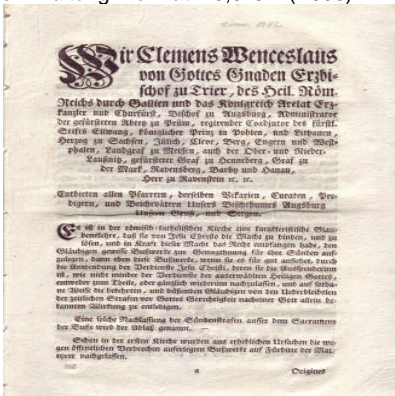 Wir Clemens Wenceslaus
von Gottes Gnaden Erzbi-
schof zu Trier, des Heil. Röm.
Reichs durch Gallien und das Königreich Arelat Erz-
kanzler und Churfürst, Bischof zu Augsburg, Administrator
der gefürsteten Abtey zu Prüm, regirender Coadjutor des fürstl.
Stifts Ellwang, königlicher Prinz in Pohlen, und Lithauen,
Herzog zu Sachsen, Jülich, Cleve, Berg, Engern und West-
phalen, Landgraf zu Meissen, auch der Ober- und Nieder-
Lausnitz, gefürsteter Graf zu Henneberg, Graf zu
der Mark, Ravensberg, Barby und Hanau,
Herr zu Ravenstein ꝛc. ꝛc.
Entbieten allen Pfarrern, derselben Vikarien, Curaten, Pre-
digern, und Beichtvätern Unsers Bischthumes Augsburg
Unsern Gruß, und Seegen.
Es ist in der römisch-katholischen Kirche eine karakteristische Glau-
benslehre, daß sie von Jesu Christo die Macht zu binden, und zu
lösen, und in Kraft dieser Macht das Recht empfangen habe, den
Gläubigen gewisse Bußwerke zur Genugthuung für ihre Sünden auf-
zulegen, dann eben diese Bußwerke, wenn sie es für gut ansieht, durch
die Anwendung der Verdienste Jesu Christi, deren sie die Ausspenderinn
ist, wie nicht minder der Verdienste der auserwählten Heiligen Gottes,
entweder zum Theile, oder gänzlich wiederum nachzulassen, und auf
Weise die bekehrten, und büßenden Gläubigen von den Ueberbleibseln
der zeitlichen Strafen vor Gottes Gerechtigkeit nach einer Gott allein be-
kannten Wirkung zu entledigen.
Eine solche Nachlassung der Sündenstrafen ausser dem Sacrament
der Buße wird der Ablaß genannt.
Schon in der ersten Kirche wurden aus erheblichen Ursachen die we-
gen öffentlichen Verbrechen auferlegten Bußwerke auf Fürbitte der Mar-
tyrer nachgelassen.
a
Origines